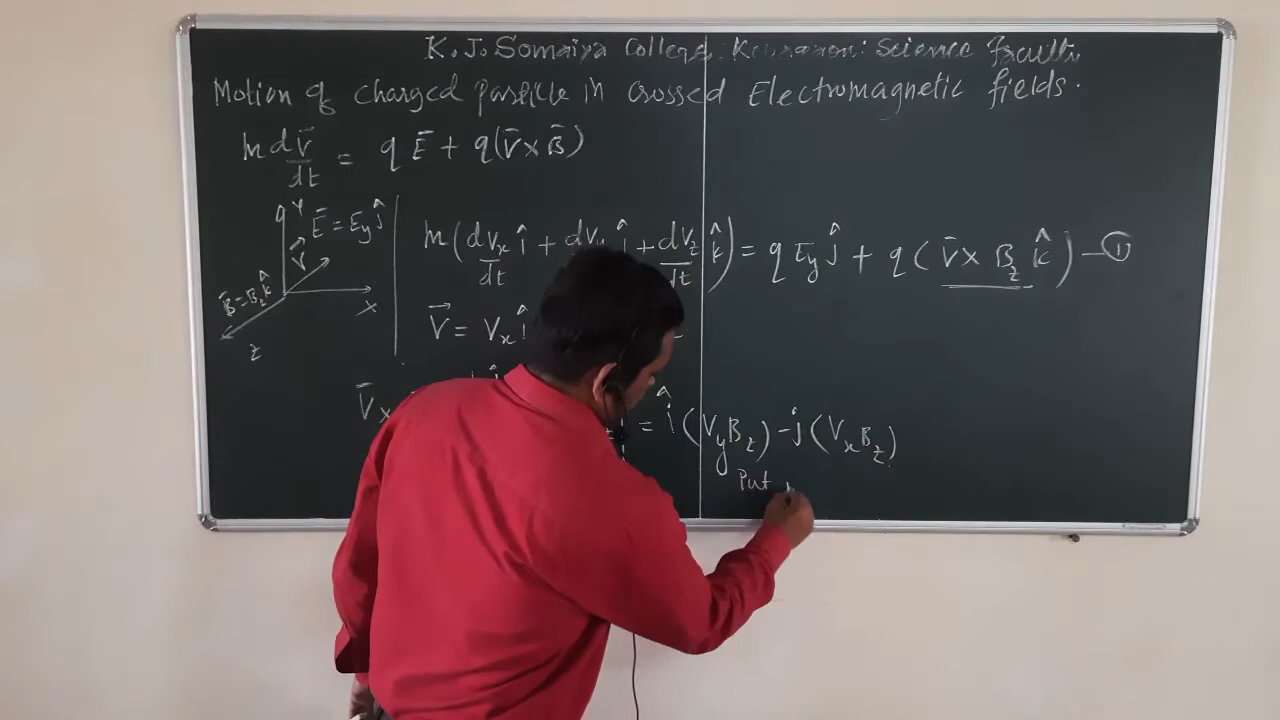 K. J. Somaiya College, Science Faculty
Motion of charged particle in crossed Electromagnetic fields.
m dV̄/dt = q Ē + q(V̄ × B̄)
Y
Ē = Ey ĵ
V̄
B̄ = Bz k̂
X
Z
m(dVx/dt î + dVy/dt ĵ + dVz/dt k̂) = q Ey ĵ + q(V̄ × Bz k̂) — ①
V⃗ = Vx î
V̄ ×
= î (Vy Bz) - ĵ (Vx Bz)
Put